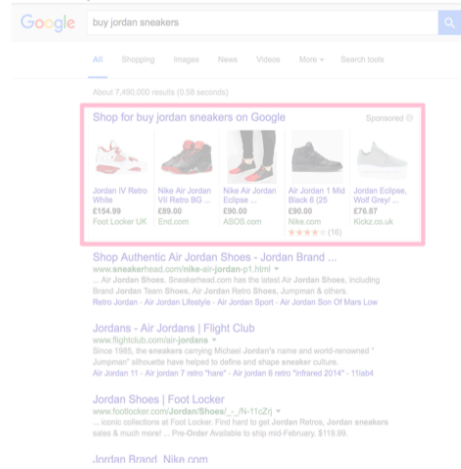 Google
buy jordan sneakers
All Shopping Images News Videos More Search tools
About 7,490,000 results (0.58 seconds)
Shop for buy jordan sneakers on Google Sponsored
Jordan IV Retro White
£154.99
Foot Locker UK
Nike Air Jordan VII Retro BG ...
£89.00
End.com
Nike Air Jordan Eclipse ...
£90.00
ASOS.com
Air Jordan 1 Mid Black 6 (25
£90.00
Nike.com
(16)
Jordan Eclipse, Wolf Grey/ ...
£76.67
Kickz.co.uk
Shop Authentic Air Jordan Shoes - Jordan Brand ...
www.sneakerhead.com/nike-air-jordan-p1.html
... Air Jordan Shoes. Sneakerhead.com has the latest Air Jordan Shoes, including
Brand Jordan Team Shoes, Air Jordan Retro Shoes, Jumpman & others.
Retro Jordan - Air Jordan Lifestyle - Air Jordan Sport - Air Jordan Son Of Mars Low
Jordans - Air Jordans | Flight Club
www.flightclub.com/air-jordans
Since 1985, the sneakers carrying Michael Jordan's name and world-renowned "
Jumpman" silhouette have helped to define and shape sneaker culture.
Air Jordan 11 - Air jordan 7 retro "hare" - Air jordan 6 retro "infrared 2014" - 11lab4
Jordan Shoes | Foot Locker
www.footlocker.com/Jordan/Shoes/_-_/N-11cZrj
... iconic collections at Foot Locker. Find hard to get Jordan Retros, Jordan sneakers
sales & much more! ... Pre-Order Available to ship mid-February. $118.99.
Jordan Brand. Nike.com